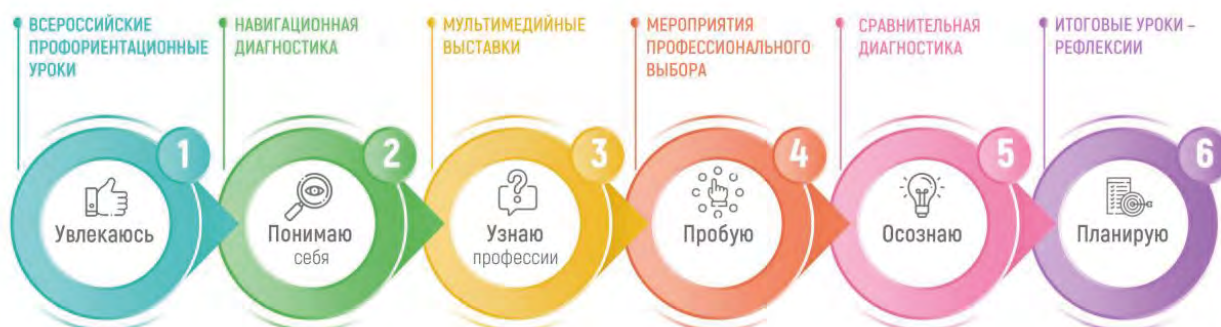 ВСЕРОССИЙСКИЕ
ПРОФОРИЕНТАЦИОННЫЕ
УРОКИ
1
Увлекаюсь
НАВИГАЦИОННАЯ
ДИАГНОСТИКА
2
Понимаю
себя
МУЛЬТИМЕДИЙНЫЕ
ВЫСТАВКИ
3
Узнаю
профессии
МЕРОПРИЯТИЯ
ПРОФЕССИОНАЛЬНОГО
ВЫБОРА
4
Пробую
СРАВНИТЕЛЬНАЯ
ДИАГНОСТИКА
5
Осознаю
ИТОГОВЫЕ УРОКИ –
РЕФЛЕКСИИ
6
Планирую